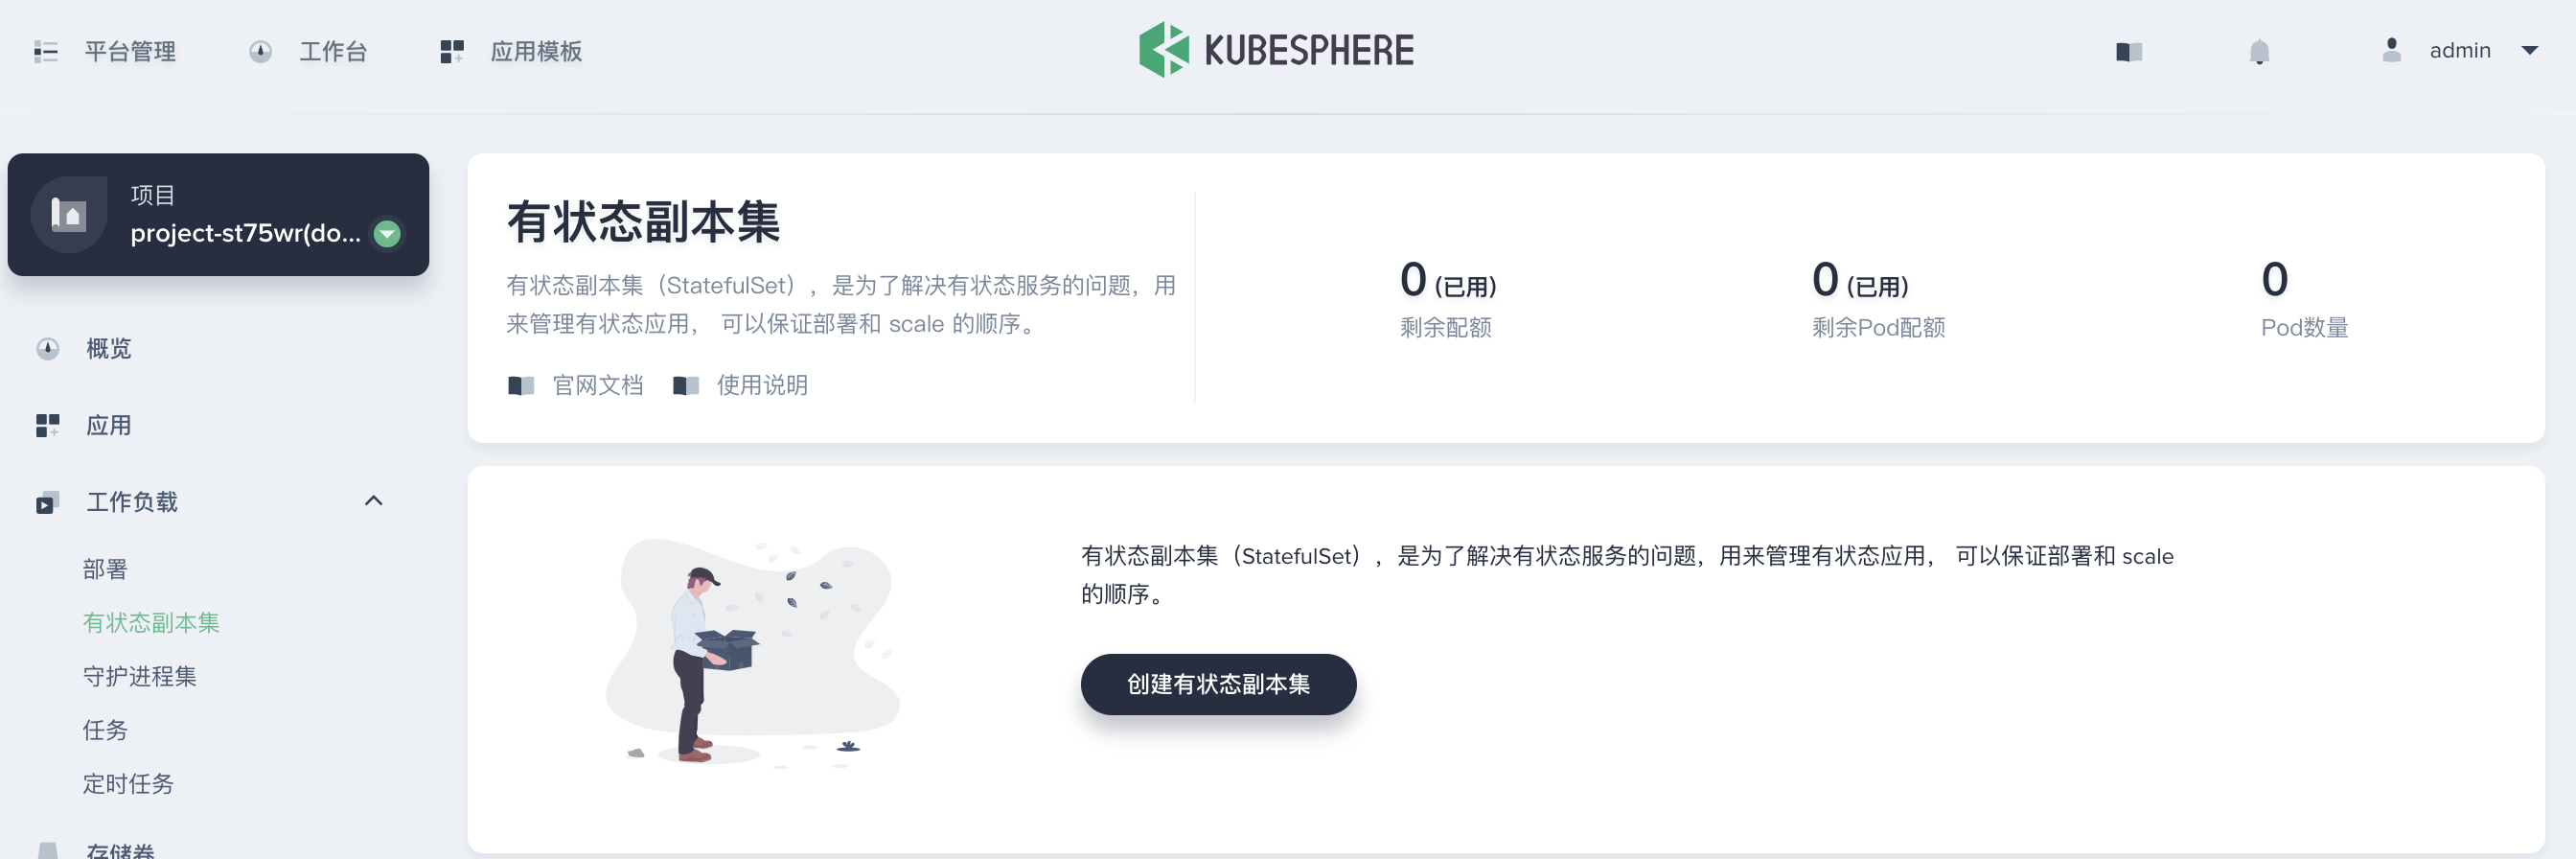 平台管理
工作台
应用模板
KUBESPHERE
admin
项目
project-st75wr(do...
概览
应用
工作负载
部署
有状态副本集
守护进程集
任务
定时任务
存储卷
有状态副本集
有状态副本集（StatefulSet），是为了解决有状态服务的问题，用
来管理有状态应用， 可以保证部署和 scale 的顺序。
官网文档
使用说明
0 (已用)
剩余配额
0 (已用)
剩余Pod配额
0
Pod数量
有状态副本集（StatefulSet），是为了解决有状态服务的问题，用来管理有状态应用， 可以保证部署和 scale
的顺序。
创建有状态副本集